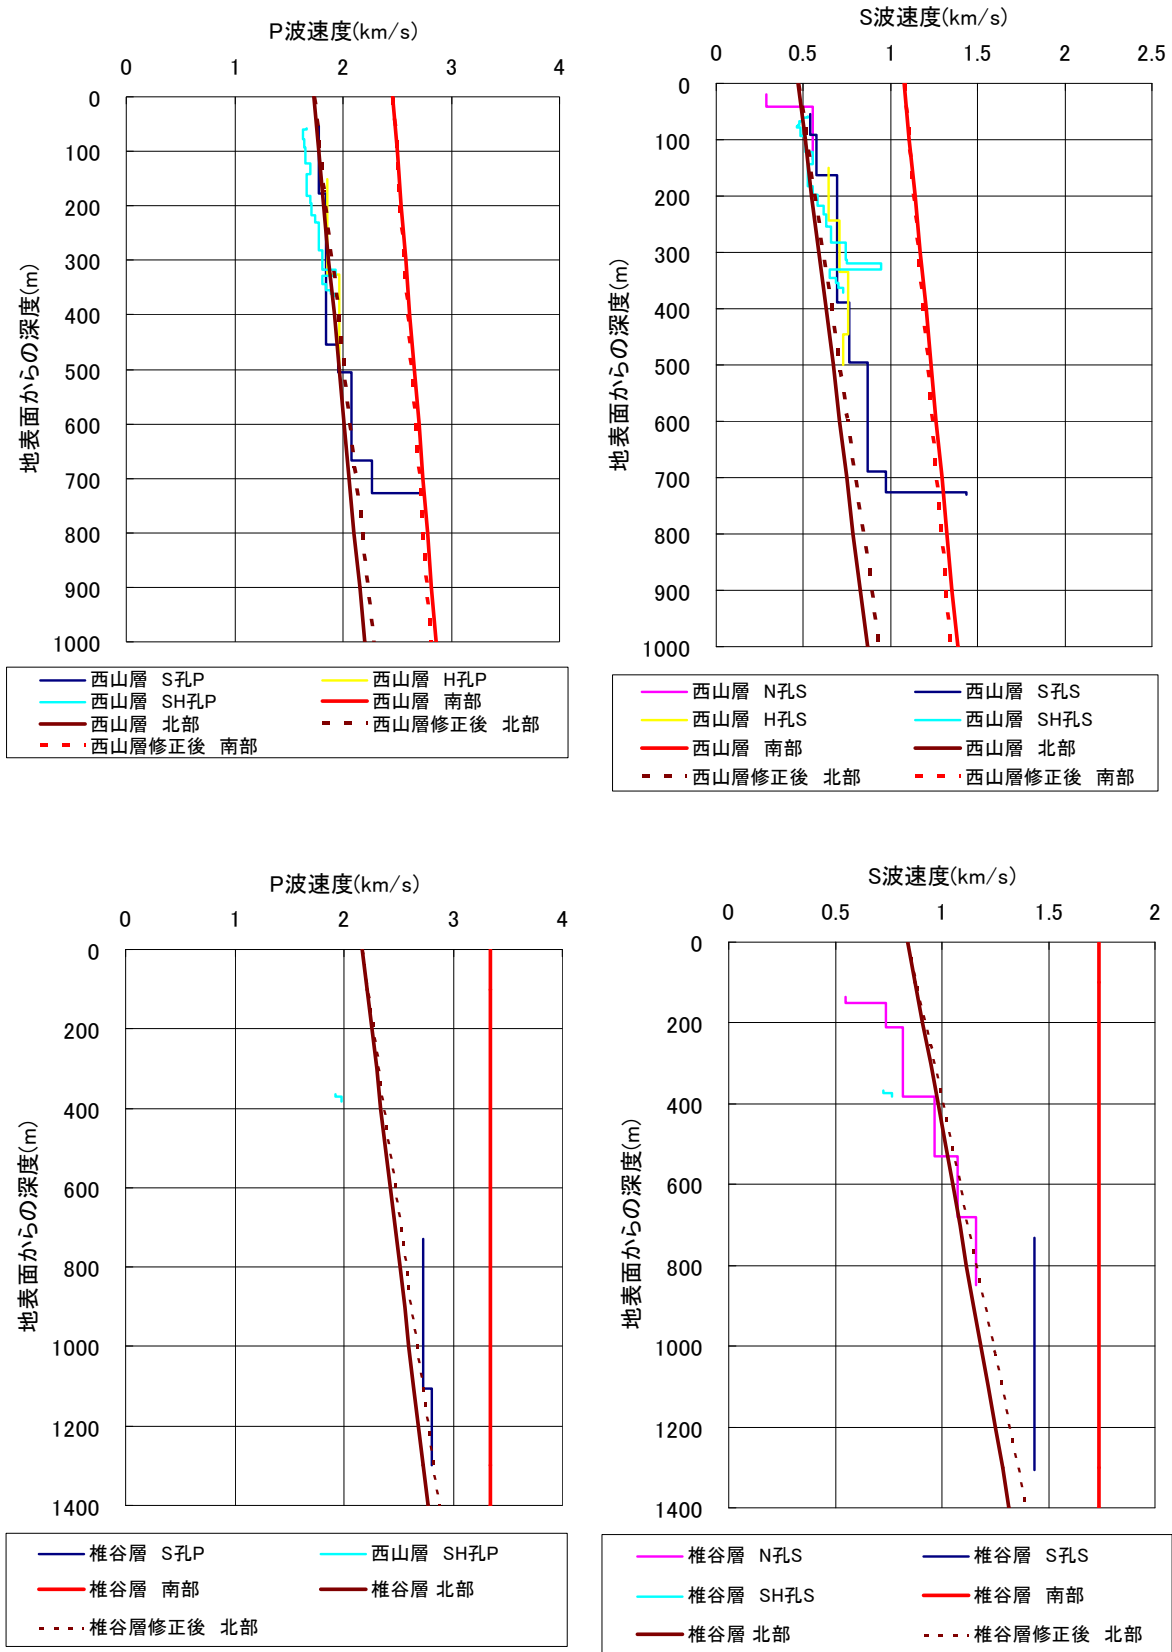 P波速度(km/s)
0 1 2 3 4
0
100
200
300
400
500
600
700
800
900
1000
地表面からの深度(m)
西山層 S孔P
西山層 H孔P
西山層 SH孔P
西山層 南部
西山層 北部
西山層修正後 北部
西山層修正後 南部
S波速度(km/s)
0 0.5 1 1.5 2 2.5
0
100
200
300
400
500
600
700
800
900
1000
地表面からの深度(m)
西山層 N孔S
西山層 S孔S
西山層 H孔S
西山層 SH孔S
西山層 南部
西山層 北部
西山層修正後 北部
西山層修正後 南部
P波速度(km/s)
0 1 2 3 4
0
200
400
600
800
1000
1200
1400
地表面からの深度(m)
椎谷層 S孔P
西山層 SH孔P
椎谷層 南部
椎谷層 北部
椎谷層修正後 北部
S波速度(km/s)
0 0.5 1 1.5 2
0
200
400
600
800
1000
1200
1400
地表面からの深度(m)
椎谷層 N孔S
椎谷層 S孔S
椎谷層 SH孔S
椎谷層 南部
椎谷層 北部
椎谷層修正後 北部